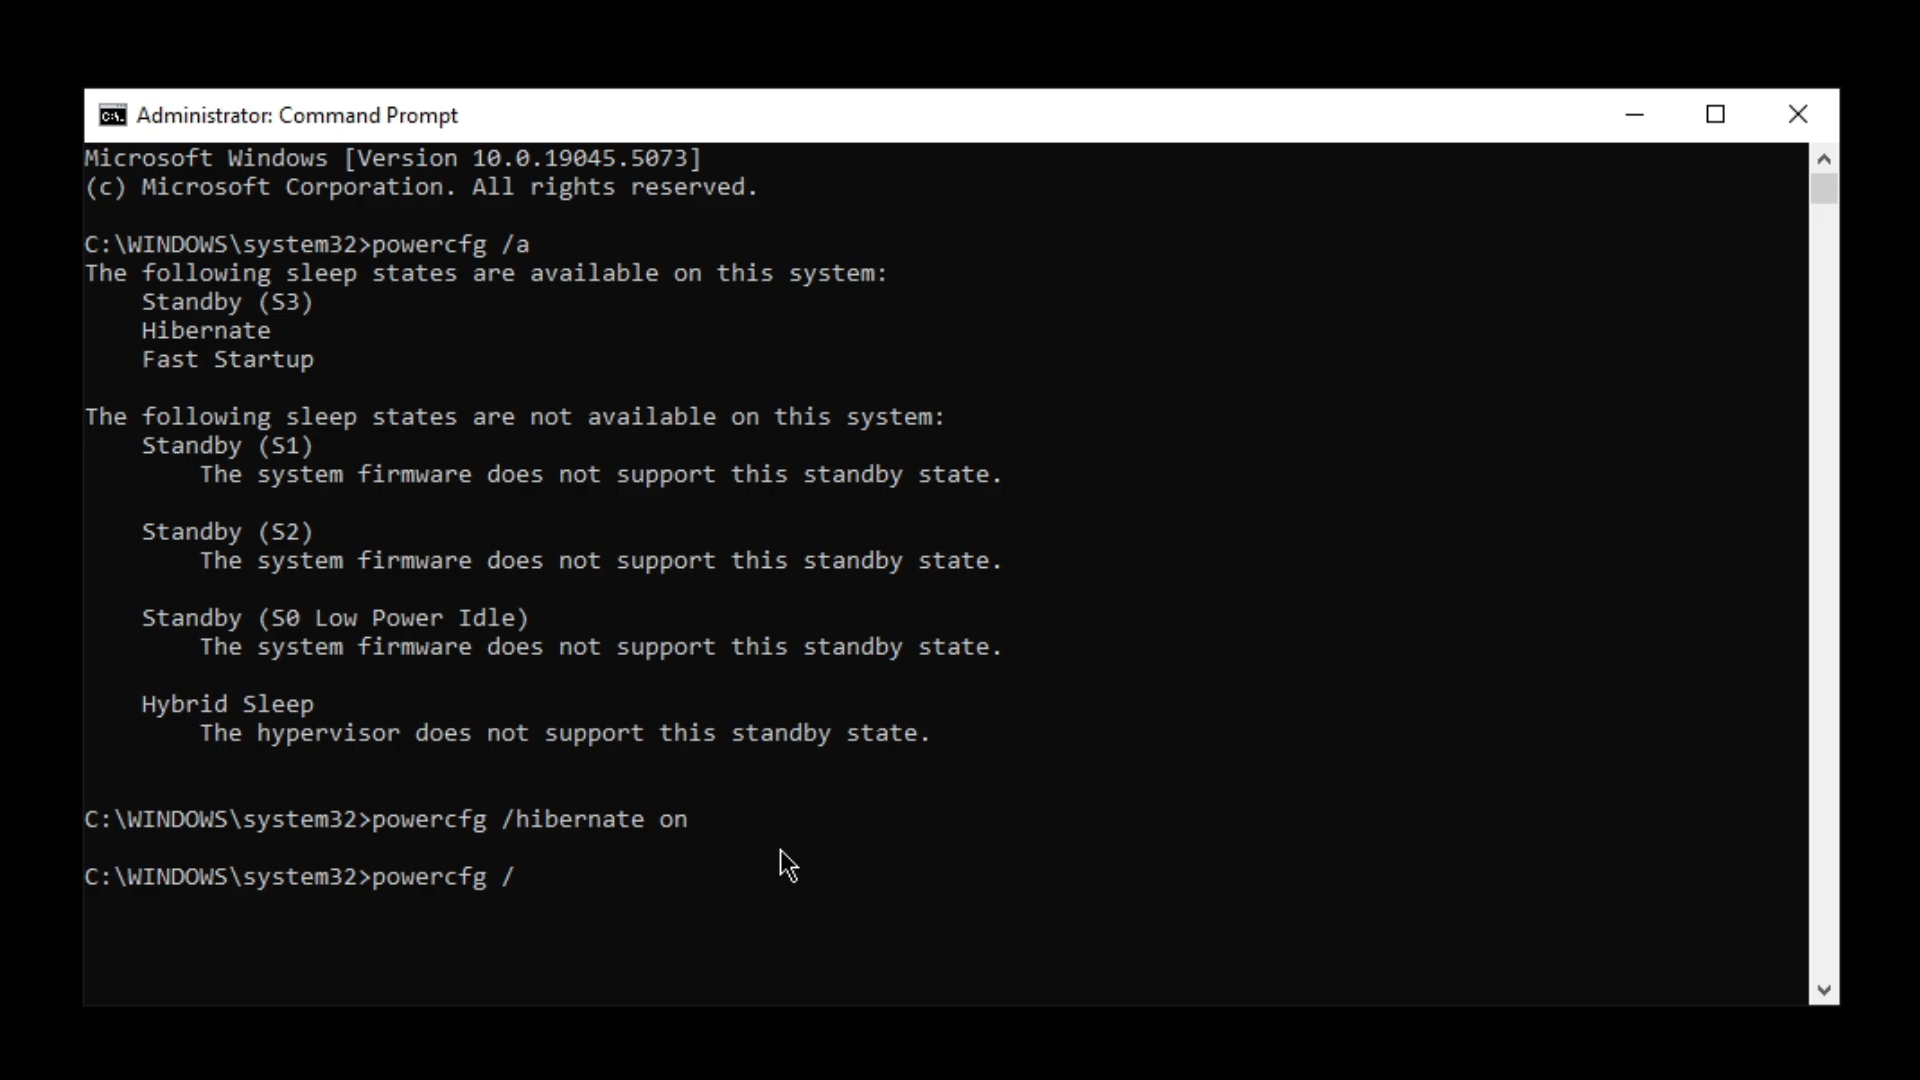 Administrator: Command Prompt
Microsoft Windows [Version 10.0.19045.5073]
(c) Microsoft Corporation. All rights reserved.
C:\WINDOWS\system32>powercfg /a
The following sleep states are available on this system:
Standby (S3)
Hibernate
Fast Startup
The following sleep states are not available on this system:
Standby (S1)
The system firmware does not support this standby state.
Standby (S2)
The system firmware does not support this standby state.
Standby (S0 Low Power Idle)
The system firmware does not support this standby state.
Hybrid Sleep
The hypervisor does not support this standby state.
C:\WINDOWS\system32>powercfg /hibernate on
C:\WINDOWS\system32>powercfg /